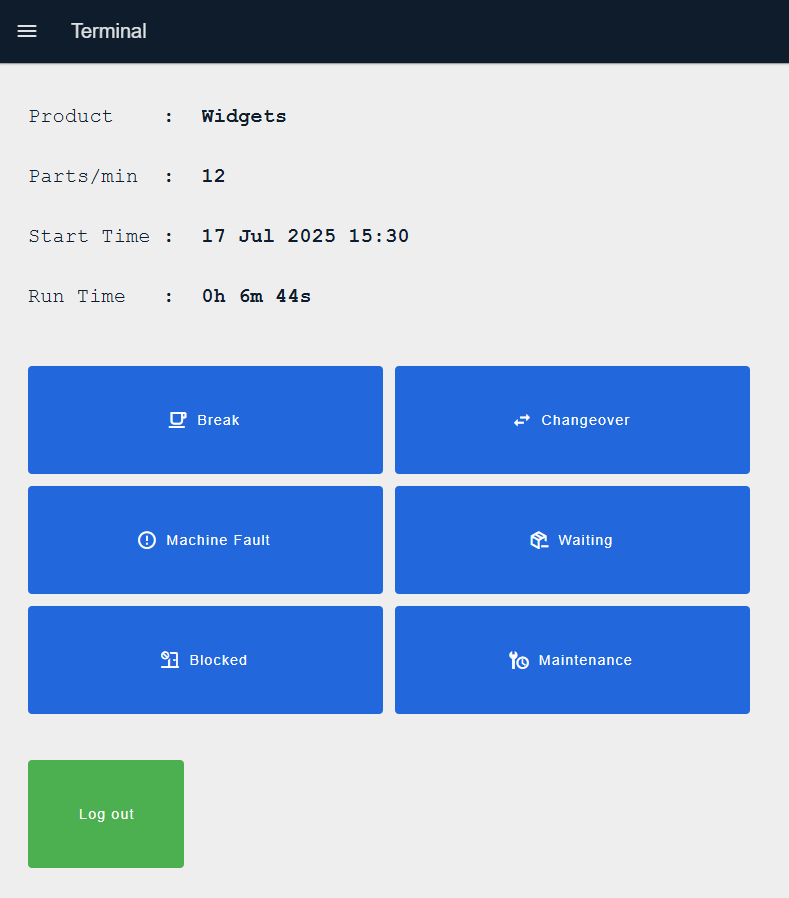 Terminal
Product : Widgets
Parts/min : 12
Start Time : 17 Jul 2025 15:30
Run Time : 0h 6m 44s
Break
Changeover
Machine Fault
Waiting
Blocked
Maintenance
Log out